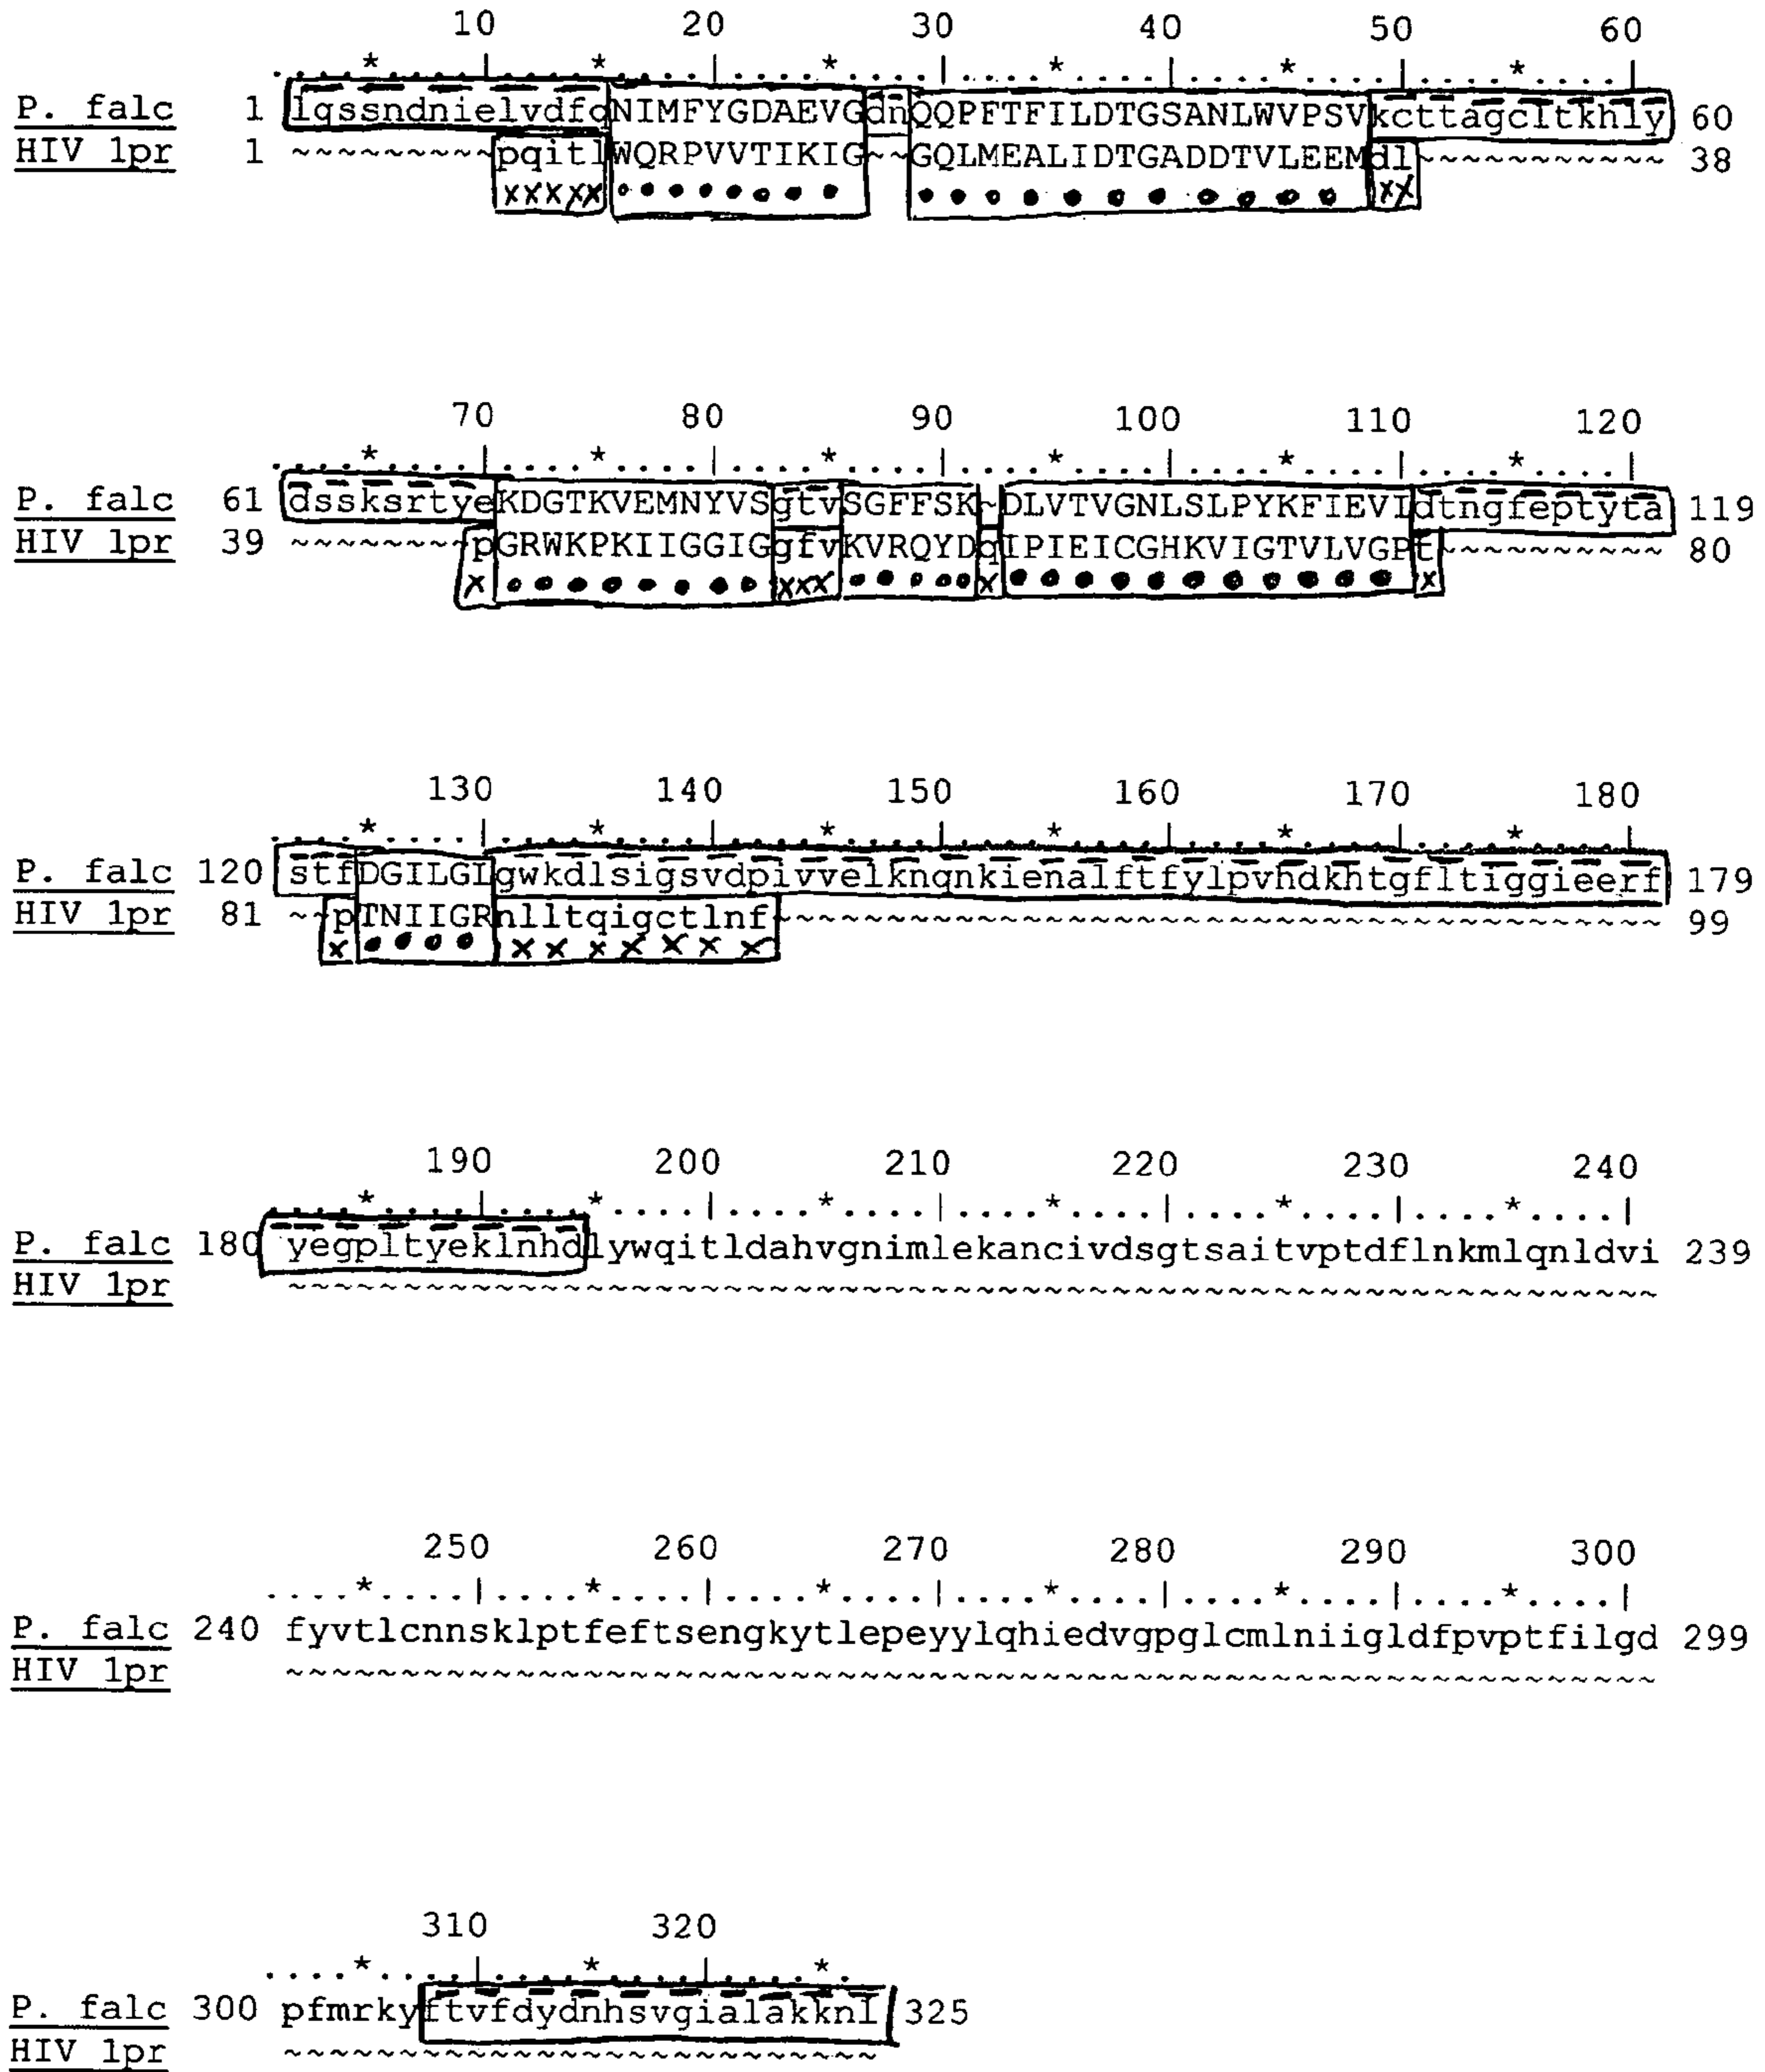 10 20 30 40 50 60
....*....|....*....|....*....|....*....|....*....|....*....|
P. falc 1 lqssndnielvdfqNIMFYGDAEVGdnQQPFTFILDTGSANLWVPSVkcttagcltkhly 60
HIV 1pr 1 ~~~~~~~~~pqitlWQRPVVTIKIG~~GQLMEALIDTGADDTVLEEMdl~~~~~~~~~~~ 38
xxxxx ●●●●●●●● ●●●●●●●●●●● xx
70 80 90 100 110 120
....*....|....*....|....*....|....*....|....*....|....*....|
P. falc 61 dssksrtyeKDGTKVEMNYVSgtvSGFFSK~DLVTVGNLSLPYKFIEVIdtngfeptyta 119
HIV 1pr 39 ~~~~~~~~pGRWKPKIIGGIGgfvKVRQYDqIPIEICGHKVIGTVLVGPt~~~~~~~~~~ 80
x ●●●●●●●● xxx ●●●●● x ●●●●●●●●●●● x
130 140 150 160 170 180
....*....|....*....|....*....|....*....|....*....|....*....|
P. falc 120 stfDGILGLgwkdlsigsvdpivvelknqnkienalftfylpvhdkhtgfltiggieerf 179
HIV 1pr 81 ~~pTNIIGRnlltqigctlnf~~~~~~~~~~~~~~~~~~~~~~~~~~~~~~~~~~~~~~~ 99
x ●●●● x x x x x x x
190 200 210 220 230 240
....*....|....*....|....*....|....*....|....*....|....*....|
P. falc 180 yegpltyeklnhdlywqitldahvgnimlekancivdsgtsaitvptdflnkmlqnldvi 239
HIV 1pr ~~~~~~~~~~~~~~~~~~~~~~~~~~~~~~~~~~~~~~~~~~~~~~~~~~~~~~~~~~~~
250 260 270 280 290 300
....*....|....*....|....*....|....*....|....*....|....*....|
P. falc 240 fyvtlcnnsklptfeftsengkytlepeyylqhiedvgpglcmlniigldfpvptfilgd 299
HIV 1pr ~~~~~~~~~~~~~~~~~~~~~~~~~~~~~~~~~~~~~~~~~~~~~~~~~~~~~~~~~~~~
310 320
....*....|....*....|....*.
P. falc 300 pfmrkyftvfdydnhsvgialakknl 325
HIV 1pr ~~~~~~~~~~~~~~~~~~~~~~~~~~